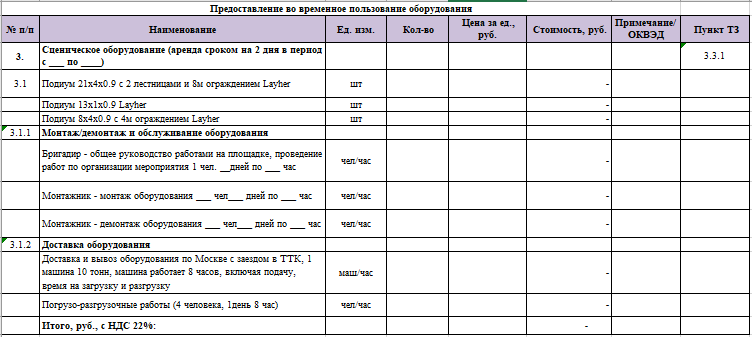 Предоставление во временное пользование оборудования
№ п/п Наименование Ед. изм. Кол-во Цена за ед., руб. Стоимость, руб. Примечание/ ОКВЭД Пункт ТЗ
3. Сценическое оборудование (аренда сроком на 2 дня в период
с ___ по ____) 3.3.1
3.1 Подиум 21х4х0.9 с 2 лестницами и 8м ограждением Layher шт -
Подиум 13х1х0.9 Layher шт -
Подиум 8х4х0.9 с 4м ограждением Layher шт -
3.1.1 Монтаж/демонтаж и обслуживание оборудования
Бригадир - общее руководство работами на площадке, проведение
работ по организации мероприятия 1 чел. __дней по ___ час чел/час -
Монтажник - монтаж оборудования ___ чел___ дней по ___ час чел/час -
Монтажник - демонтаж оборудования ___ чел___ дней по ___ час чел/час -
3.1.2 Доставка оборудования
Доставка и вывоз оборудования по Москве с заездом в ТТК, 1
машина 10 тонн, машина работает 8 часов, включая подачу, маш/час -
время на загрузку и разгрузку
Погрузо-разгрузочные работы (4 человека, 1день 8 час) чел/час -
Итого, руб., с НДС 22%: -